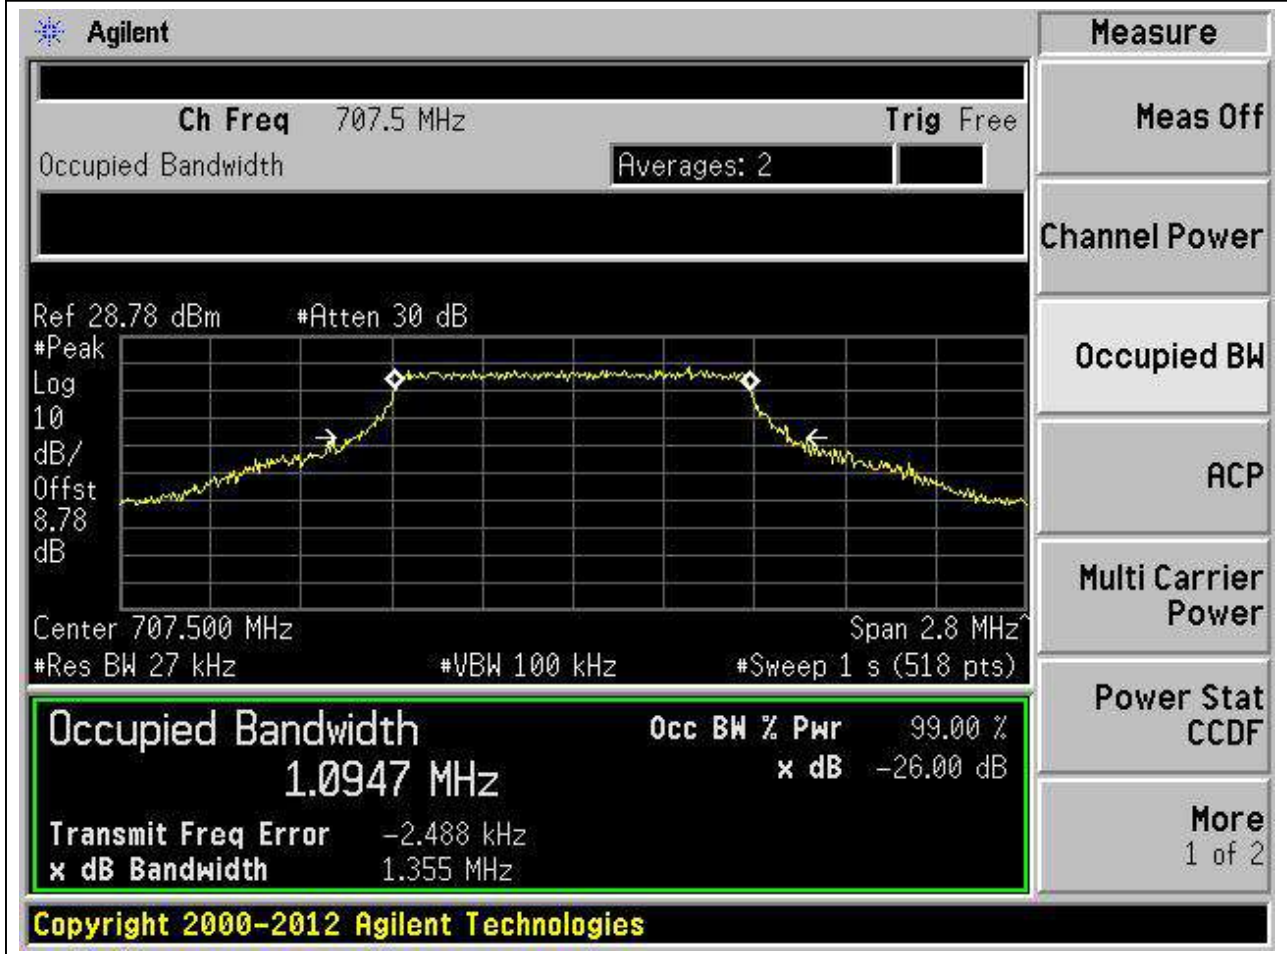 Agilent
Measure
Ch Freq 707.5 MHz Trig Free
Occupied Bandwidth Averages: 2
Meas Off
Channel Power
Occupied BW
ACP
Multi Carrier
Power
Power Stat
CCDF
More
1 of 2
Ref 28.78 dBm #Atten 30 dB
#Peak
Log
10
dB/
Offst
8.78
dB
Center 707.500 MHz Span 2.8 MHz^
#Res BW 27 kHz #VBW 100 kHz #Sweep 1 s (518 pts)
Occupied Bandwidth Occ BW % Pwr 99.00 %
1.0947 MHz x dB -26.00 dB
Transmit Freq Error -2.488 kHz
x dB Bandwidth 1.355 MHz
Copyright 2000-2012 Agilent Technologies